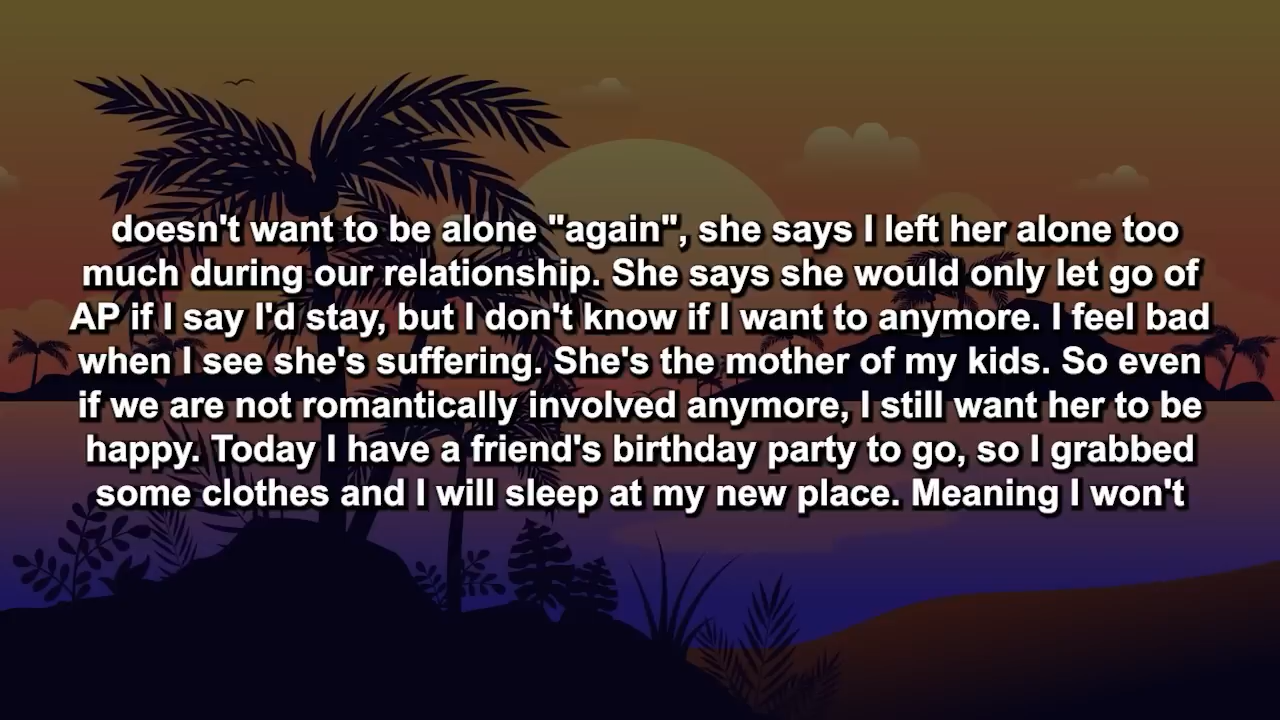 doesn't want to be alone "again", she says I left her alone too
much during our relationship. She says she would only let go of
AP if I say I'd stay, but I don't know if I want to anymore. I feel bad
when I see she's suffering. She's the mother of my kids. So even
if we are not romantically involved anymore, I still want her to be
happy. Today I have a friend's birthday party to go, so I grabbed
some clothes and I will sleep at my new place. Meaning I won't